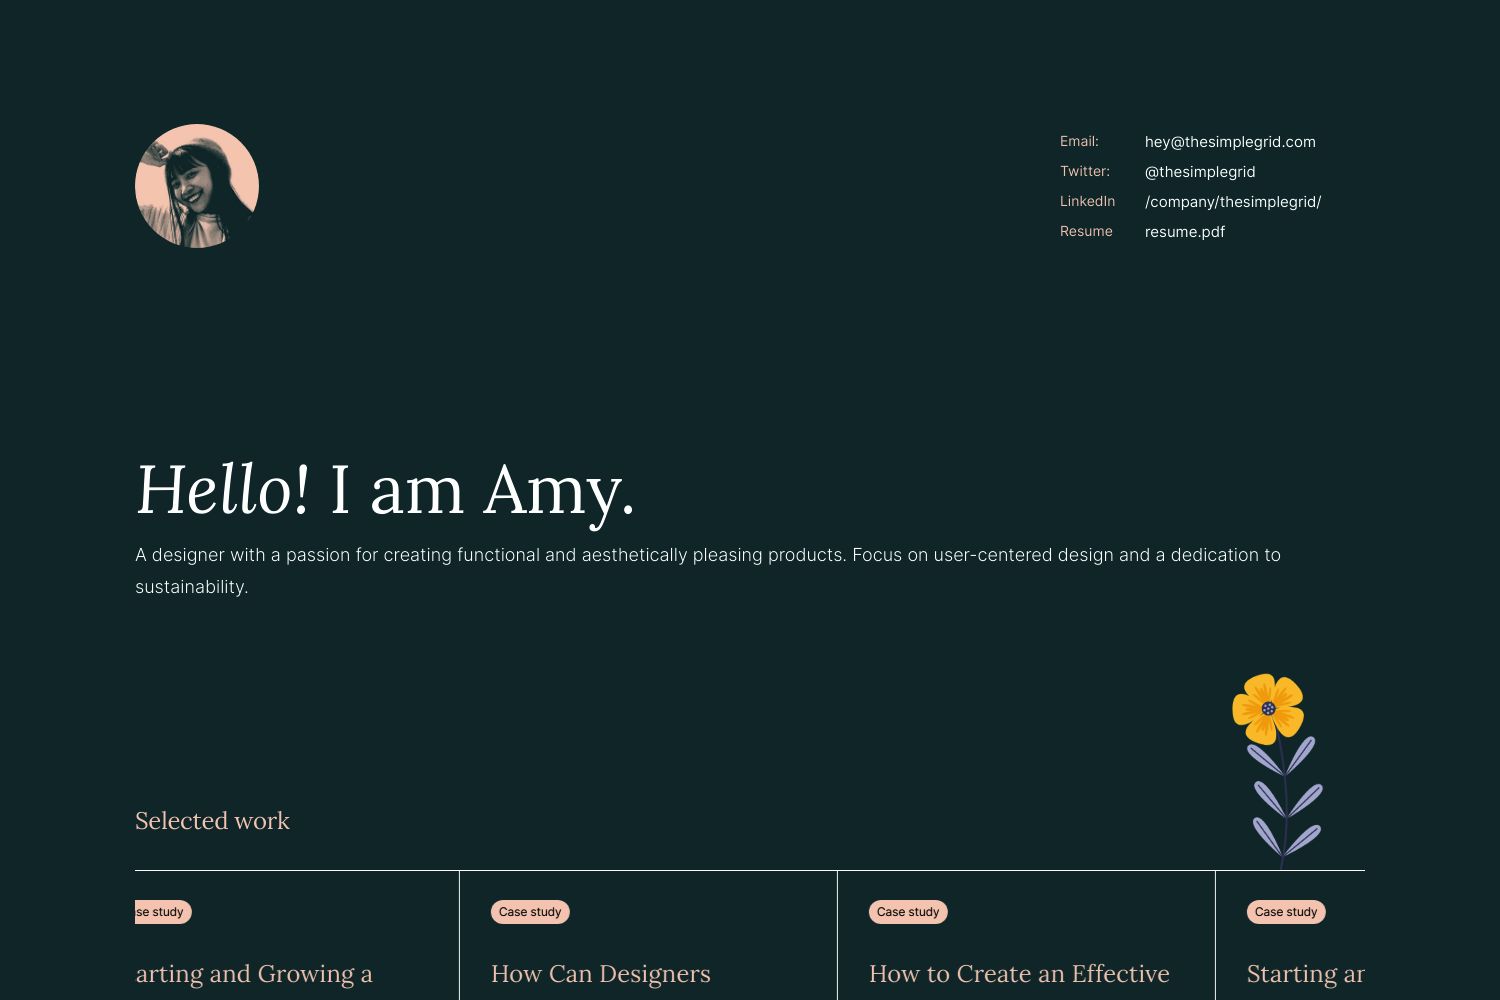 Email: hey@thesimplegrid.com
Twitter: @thesimplegrid
LinkedIn /company/thesimplegrid/
Resume resume.pdf
Hello! I am Amy.
A designer with a passion for creating functional and aesthetically pleasing products. Focus on user-centered design and a dedication to
sustainability.
Selected work
se study Case study Case study Case study
arting and Growing a How Can Designers How to Create an Effective Starting ar